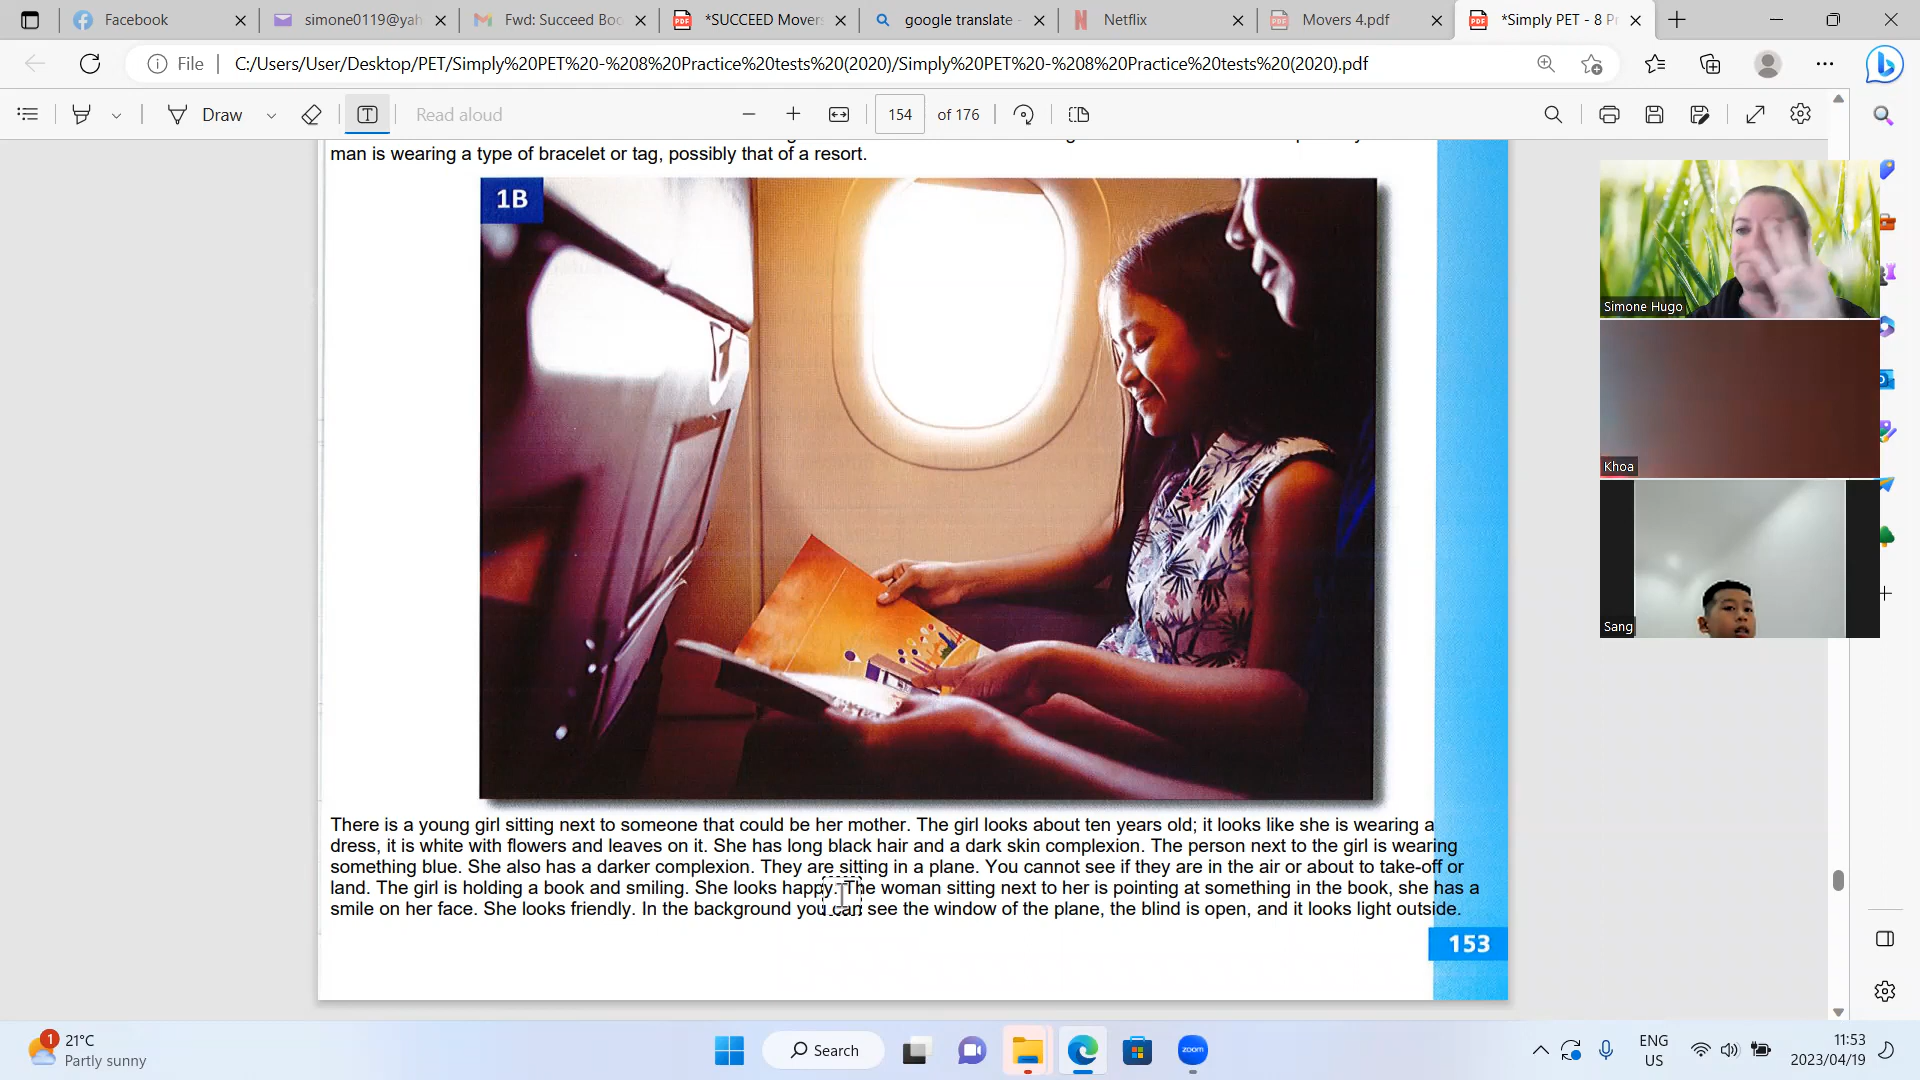 Facebook
simone0119@yah
Fwd: Succeed Boo
*SUCCEED Movers
google translate -
Netflix
Movers 4.pdf
*Simply PET - 8 Pr
File
C:/Users/User/Desktop/PET/Simply%20PET%20-%208%20Practice%20tests%20(2020)/Simply%20PET%20-%208%20Practice%20tests%20(2020).pdf
Draw
Read aloud
154
of 176
man is wearing a type of bracelet or tag, possibly that of a resort.
1B
Simone Hugo
Khoa
Sang
There is a young girl sitting next to someone that could be her mother. The girl looks about ten years old; it looks like she is wearing a
dress, it is white with flowers and leaves on it. She has long black hair and a dark skin complexion. The person next to the girl is wearing
something blue. She also has a darker complexion. They are sitting in a plane. You cannot see if they are in the air or about to take-off or
land. The girl is holding a book and smiling. She looks happy. The woman sitting next to her is pointing at something in the book, she has a
smile on her face. She looks friendly. In the background you can see the window of the plane, the blind is open, and it looks light outside.
153
1
21°C
Partly sunny
Search
zoom
ENG
US
11:53
2023/04/19